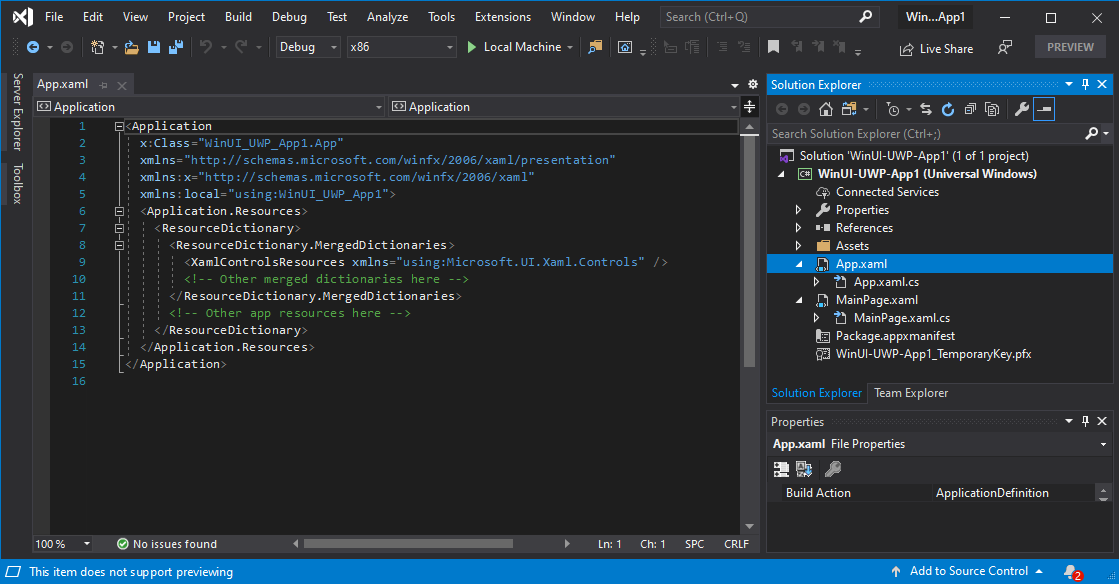 File Edit View Project Build Debug Test Analyze Tools Extensions Window Help Search (Ctrl+Q) Win...App1
Debug x86 Local Machine Live Share PREVIEW
Server Explorer
Toolbox
App.xaml
Application Application
1 <Application
2 x:Class="WinUI_UWP_App1.App"
3 xmlns="http://schemas.microsoft.com/winfx/2006/xaml/presentation"
4 xmlns:x="http://schemas.microsoft.com/winfx/2006/xaml"
5 xmlns:local="using:WinUI_UWP_App1">
6 <Application.Resources>
7 <ResourceDictionary>
8 <ResourceDictionary.MergedDictionaries>
9 <XamlControlsResources xmlns="using:Microsoft.UI.Xaml.Controls" />
10 <!-- Other merged dictionaries here -->
11 </ResourceDictionary.MergedDictionaries>
12 <!-- Other app resources here -->
13 </ResourceDictionary>
14 </Application.Resources>
15 </Application>
16
100 % No issues found Ln: 1 Ch: 1 SPC CRLF
Solution Explorer
Search Solution Explorer (Ctrl+;)
Solution 'WinUI-UWP-App1' (1 of 1 project)
C# WinUI-UWP-App1 (Universal Windows)
Connected Services
Properties
References
Assets
App.xaml
App.xaml.cs
MainPage.xaml
MainPage.xaml.cs
Package.appxmanifest
WinUI-UWP-App1_TemporaryKey.pfx
Solution Explorer Team Explorer
Properties
App.xaml File Properties
Build Action ApplicationDefinition
This item does not support previewing Add to Source Control 2